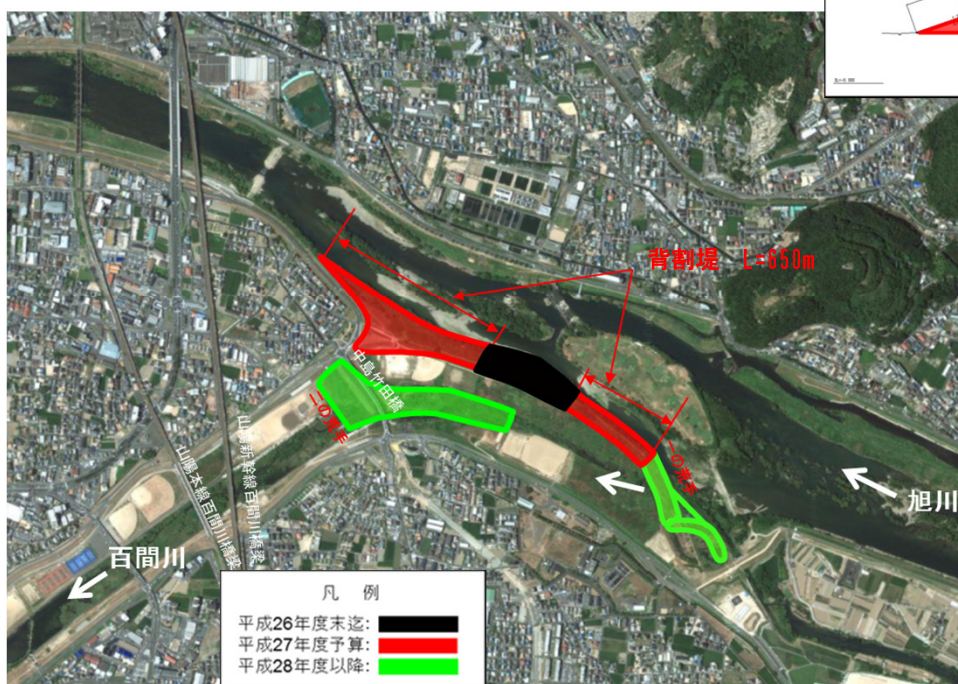 背割堤 L=650m
中島竹田橋
二の荒手
一の荒手
山陽新幹線百間川橋梁
山陽本線百間川橋梁
旭川
百間川
凡 例
平成26年度末迄:
平成27年度予算:
平成28年度以降: